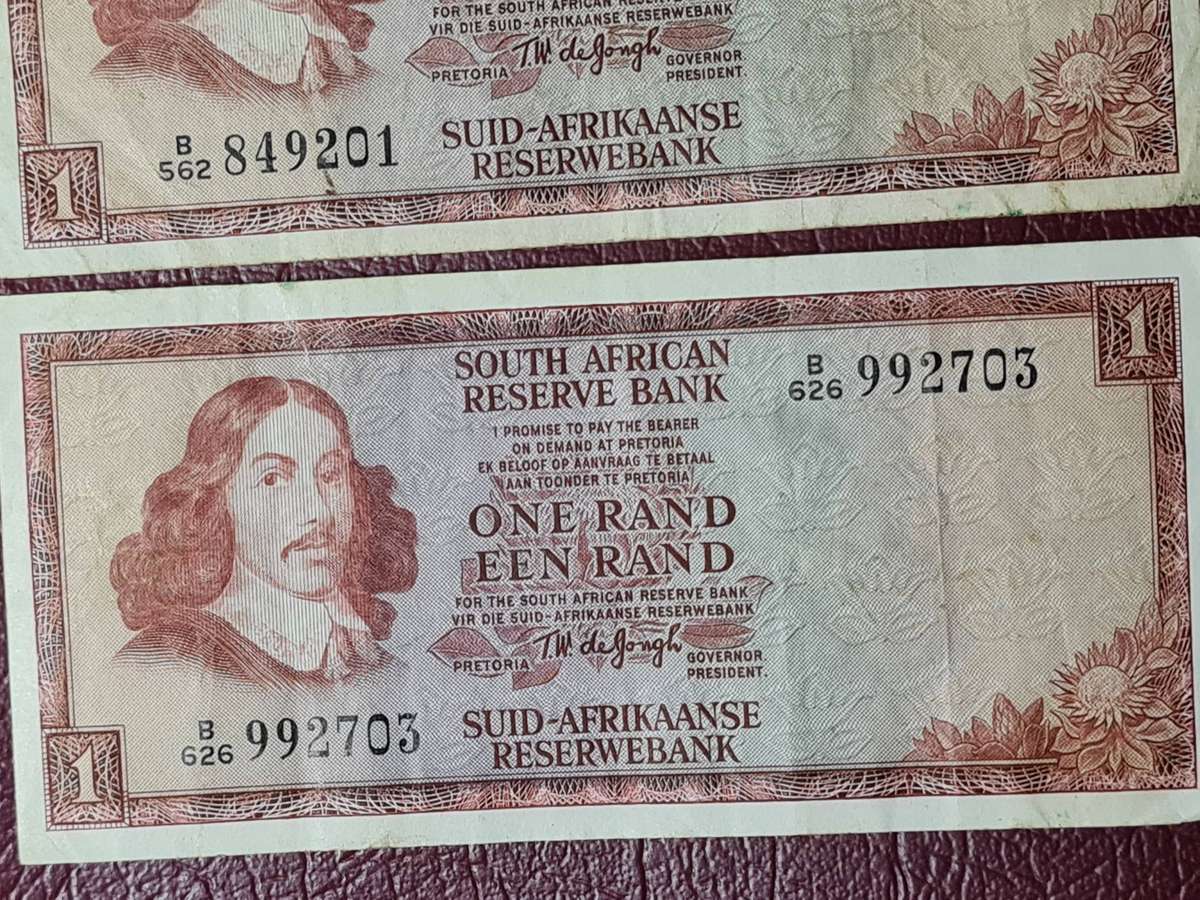 FOR THE SOUTH AFRICAN RESERVE BANK
VIR DIE SUID-AFRIKAANSE RESERWEBANK
T.W. de Jongh
PRETORIA
GOVERNOR
PRESIDENT.
B
562 849201
SUID-AFRIKAANSE
RESERWEBANK
1
1
SOUTH AFRICAN
RESERVE BANK
B
626 992703
I PROMISE TO PAY THE BEARER
ON DEMAND AT PRETORIA
EK BELOOF OP AANVRAAG TE BETAAL
AAN TOONDER TE PRETORIA
ONE RAND
EEN RAND
FOR THE SOUTH AFRICAN RESERVE BANK
VIR DIE SUID-AFRIKAANSE RESERWEBANK
T.W. de Jongh
PRETORIA
GOVERNOR
PRESIDENT.
B
626 992703
SUID-AFRIKAANSE
RESERWEBANK
1